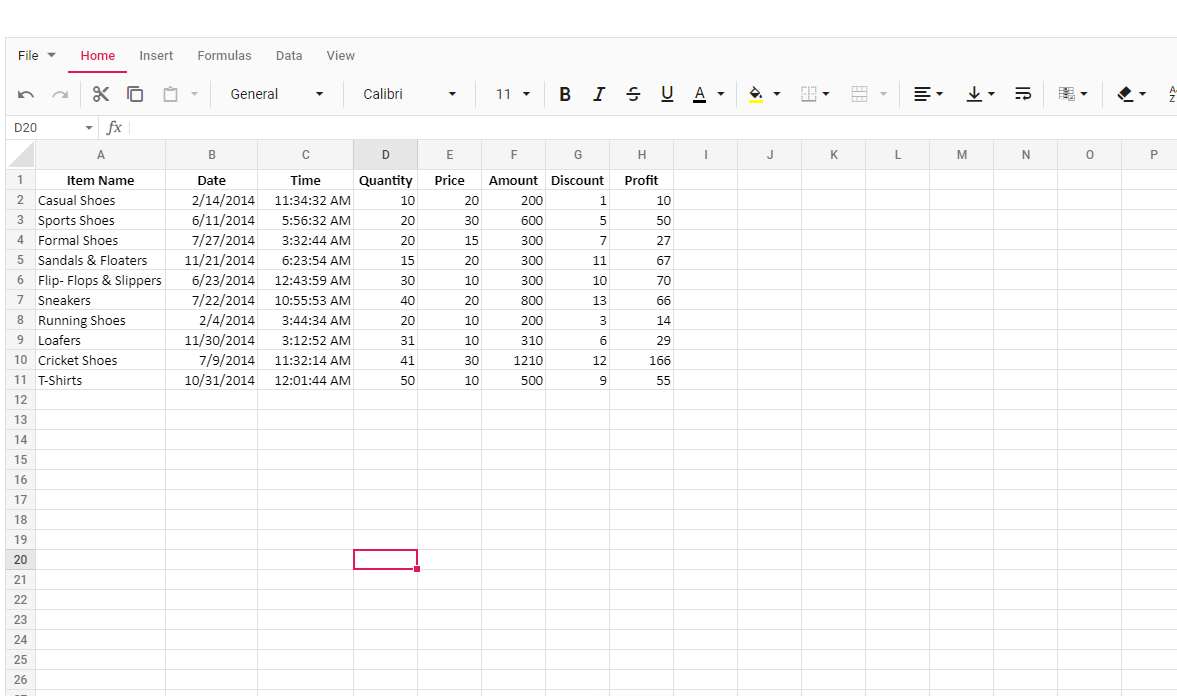 File Home Insert Formulas Data View
General Calibri 11 B I S U A
D20 fx
A B C D E F G H I J K L M N O P
1 Item Name Date Time Quantity Price Amount Discount Profit
2 Casual Shoes 2/14/2014 11:34:32 AM 10 20 200 1 10
3 Sports Shoes 6/11/2014 5:56:32 AM 20 30 600 5 50
4 Formal Shoes 7/27/2014 3:32:44 AM 20 15 300 7 27
5 Sandals & Floaters 11/21/2014 6:23:54 AM 15 20 300 11 67
6 Flip- Flops & Slippers 6/23/2014 12:43:59 AM 30 10 300 10 70
7 Sneakers 7/22/2014 10:55:53 AM 40 20 800 13 66
8 Running Shoes 2/4/2014 3:44:34 AM 20 10 200 3 14
9 Loafers 11/30/2014 3:12:52 AM 31 10 310 6 29
10 Cricket Shoes 7/9/2014 11:32:14 AM 41 30 1210 12 166
11 T-Shirts 10/31/2014 12:01:44 AM 50 10 500 9 55
12
13
14
15
16
17
18
19
20
21
22
23
24
25
26